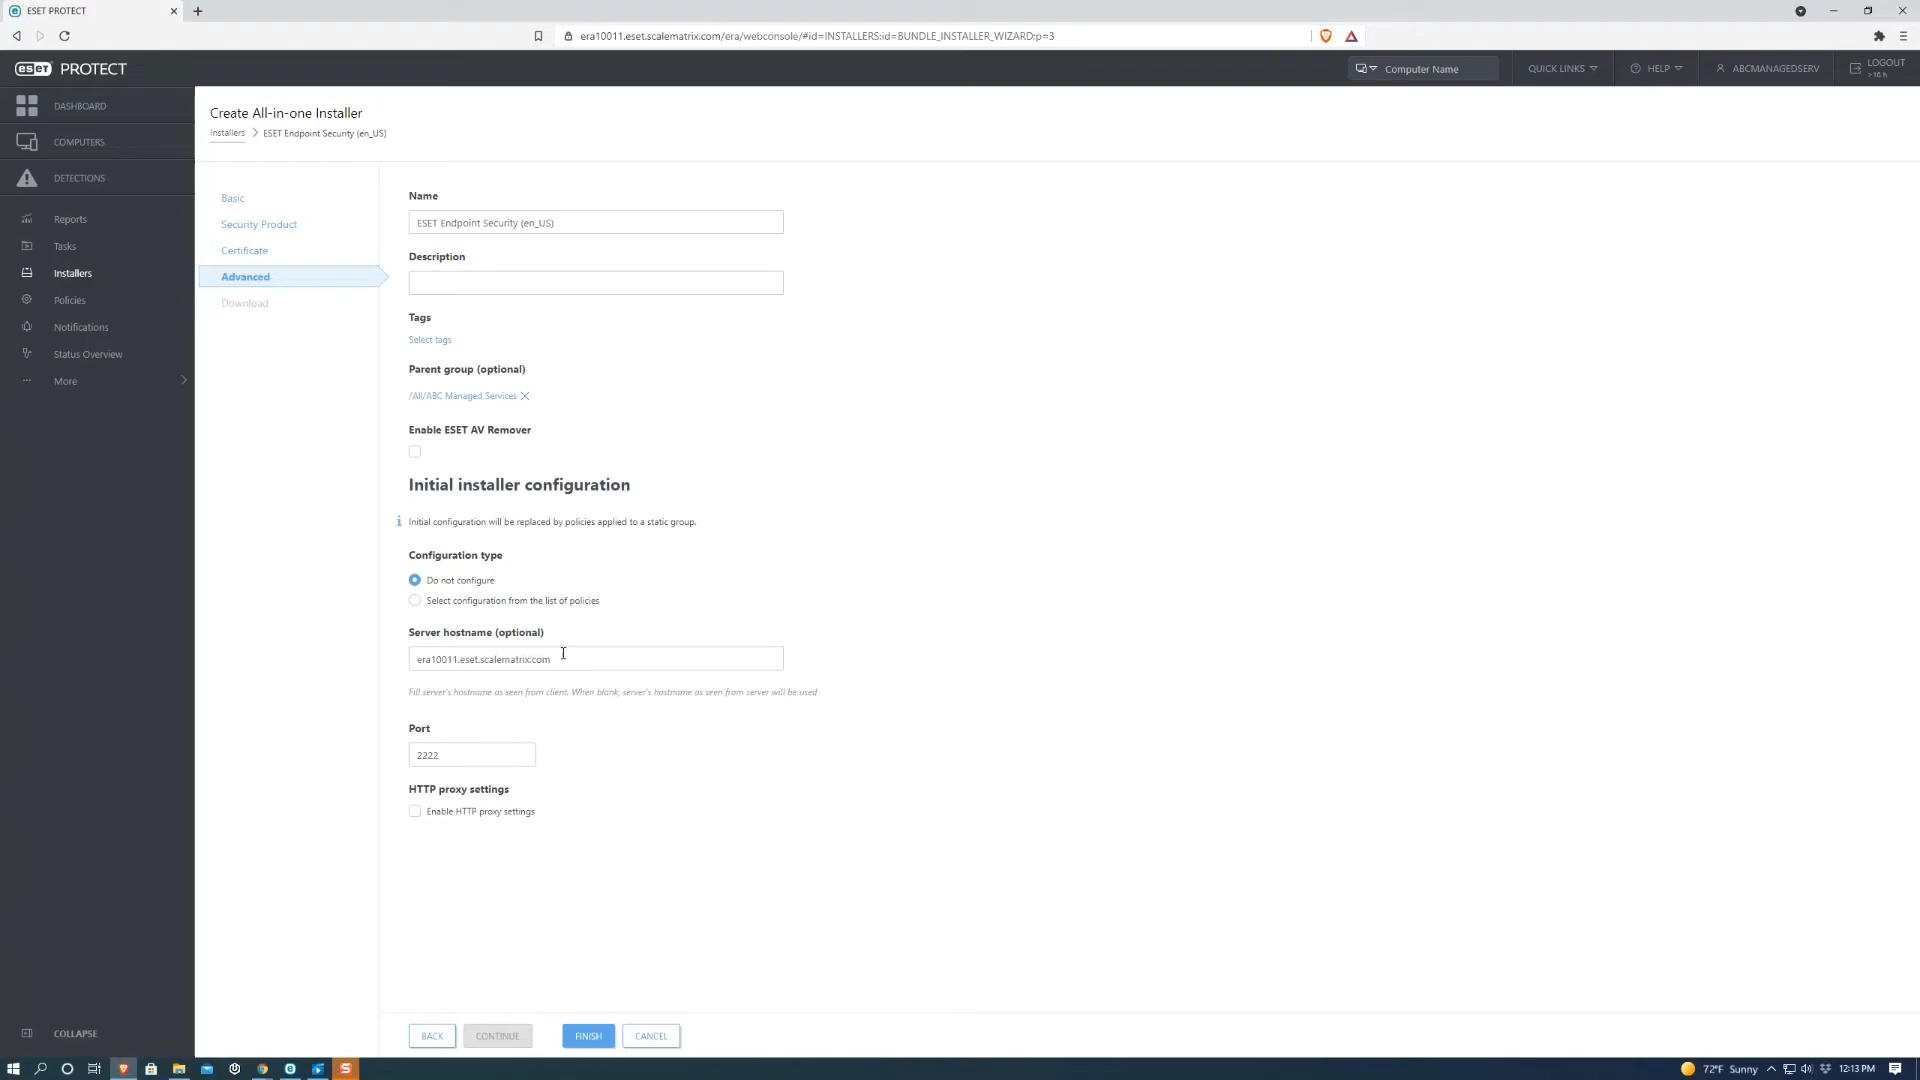 ESET PROTECT
era10011.eset.scalematrix.com/era/webconsole/#id=INSTALLERS:id=BUNDLE_INSTALLER_WIZARD;p=3
eset PROTECT
Computer Name
QUICK LINKS
HELP
ABCMANAGEDSERV
LOGOUT
>16 h
DASHBOARD
COMPUTERS
DETECTIONS
Reports
Tasks
Installers
Policies
Notifications
Status Overview
More
COLLAPSE
Create All-in-one Installer
Installers > ESET Endpoint Security (en_US)
Basic
Security Product
Certificate
Advanced
Download
Name
ESET Endpoint Security (en_US)
Description
Tags
Select tags
Parent group (optional)
/All/ABC Managed Services
Enable ESET AV Remover
Initial installer configuration
Initial configuration will be replaced by policies applied to a static group.
Configuration type
Do not configure
Select configuration from the list of policies
Server hostname (optional)
era10011.eset.scalematrix.com
Fill server's hostname as seen from client. When blank, server's hostname as seen from server will be used
Port
2222
HTTP proxy settings
Enable HTTP proxy settings
BACK
CONTINUE
FINISH
CANCEL
72°F Sunny
12:13 PM